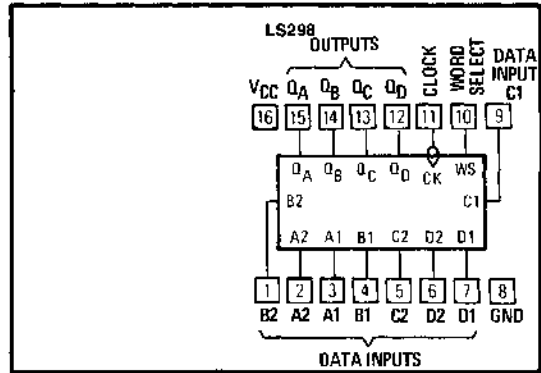 LS298
OUTPUTS
VCC QA QB QC QD CLOCK WORD SELECT DATA INPUT C1
16 15 14 13 12 11 10 9
QA QB QC QD CK WS
B2 C1
A2 A1 B1 C2 D2 D1
1 2 3 4 5 6 7 8
B2 A2 A1 B1 C2 D2 D1 GND
DATA INPUTS